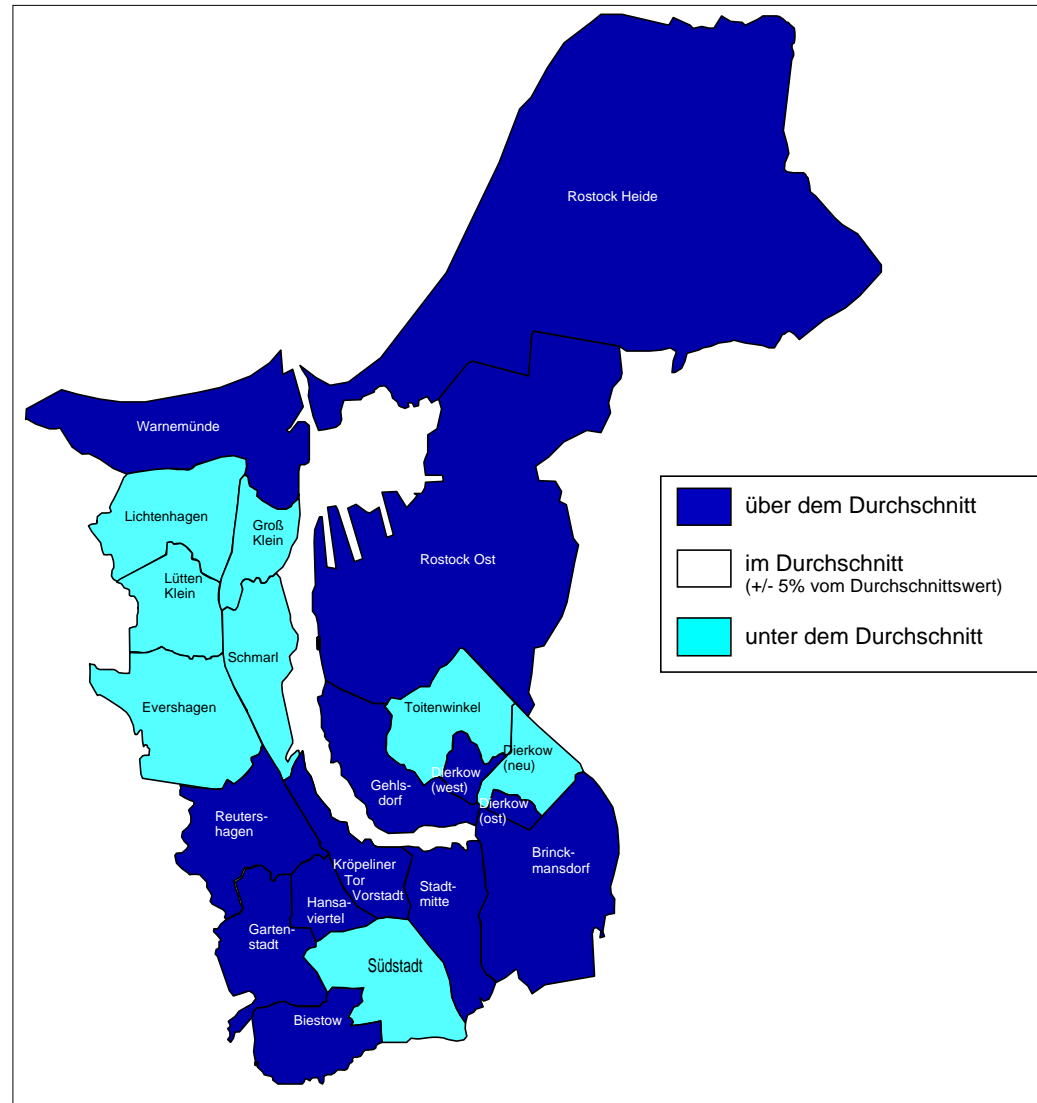 Rostock Heide
Warnemünde
Lichtenhagen
Groß
Klein
Lütten
Klein
Rostock Ost
Schmarl
Evershagen
Toitenwinkel
Dierkow
(neu)
Dierkow
(west)
Gehls-
dorf
Dierkow
(ost)
Reuters-
hagen
Brinck-
mansdorf
Kröpeliner
Tor
Vorstadt
Stadt-
mitte
Hansa-
viertel
Garten-
stadt
Südstadt
Biestow
über dem Durchschnitt
im Durchschnitt
(+/- 5% vom Durchschnittswert)
unter dem Durchschnitt